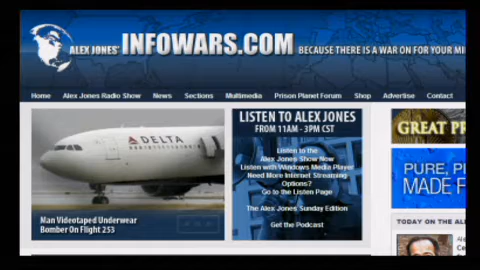 ALEX JONES' INFOWARS.COM BECAUSE THERE IS A WAR ON FOR YOUR
Home Alex Jones Radio Show News Sections Multimedia Prison Planet Forum Shop Advertise Contact
DELTA
Man Videotaped Underwear
Bomber On Flight 253
LISTEN TO ALEX JONES
FROM 11AM - 3PM CST
Listen to the
Alex Jones Show Now
Listen with Windows Media Player
Need More Internet Streaming
Options?
Go to the Listen Page
The Alex Jones Sunday Edition
Get the Podcast
GREAT
PURE,
MADE
TODAY ON THE